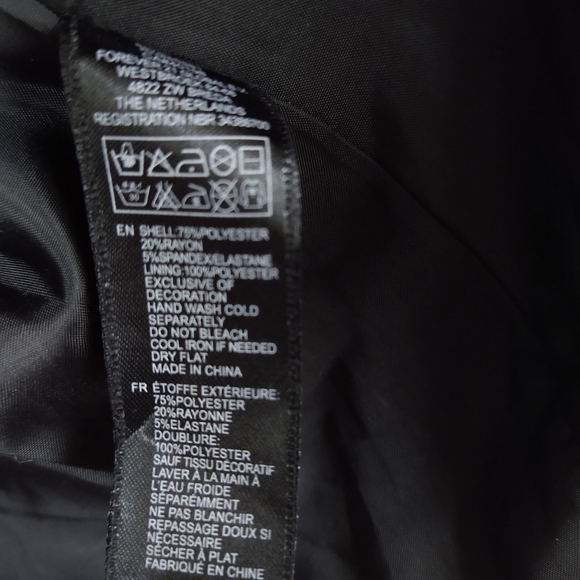 FOREVER
WESTBROE
4822 ZW BREDA
THE NETHERLANDS
REGISTRATION NBR 34388700
EN SHELL:75%POLYESTER
20%RAYON
5%SPANDEX/ELASTANE
LINING:100%POLYESTER
EXCLUSIVE OF
DECORATION
HAND WASH COLD
SEPARATELY
DO NOT BLEACH
COOL IRON IF NEEDED
DRY FLAT
MADE IN CHINA
FR ÉTOFFE EXTÉRIEURE:
75%POLYESTER
20%RAYONNE
5%ELASTANE
DOUBLURE:
100%POLYESTER
SAUF TISSU DÉCORATIF
LAVER À LA MAIN À
L'EAU FROIDE
SÉPARÉMMENT
NE PAS BLANCHIR
REPASSAGE DOUX SI
NÉCESSAIRE
SÉCHER À PLAT
FABRIQUÉ EN CHINE